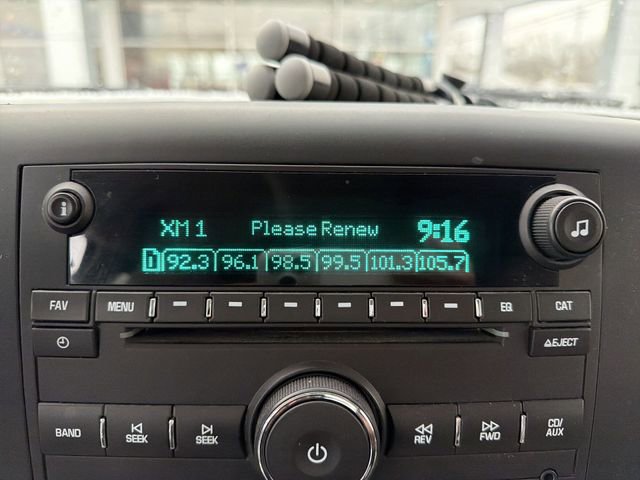 XM 1 Please Renew 9:16
1 92.3 96.1 98.5 99.5 101.3 105.7
FAV MENU EQ CAT
EJECT
BAND SEEK SEEK REV FWD CD/
AUX